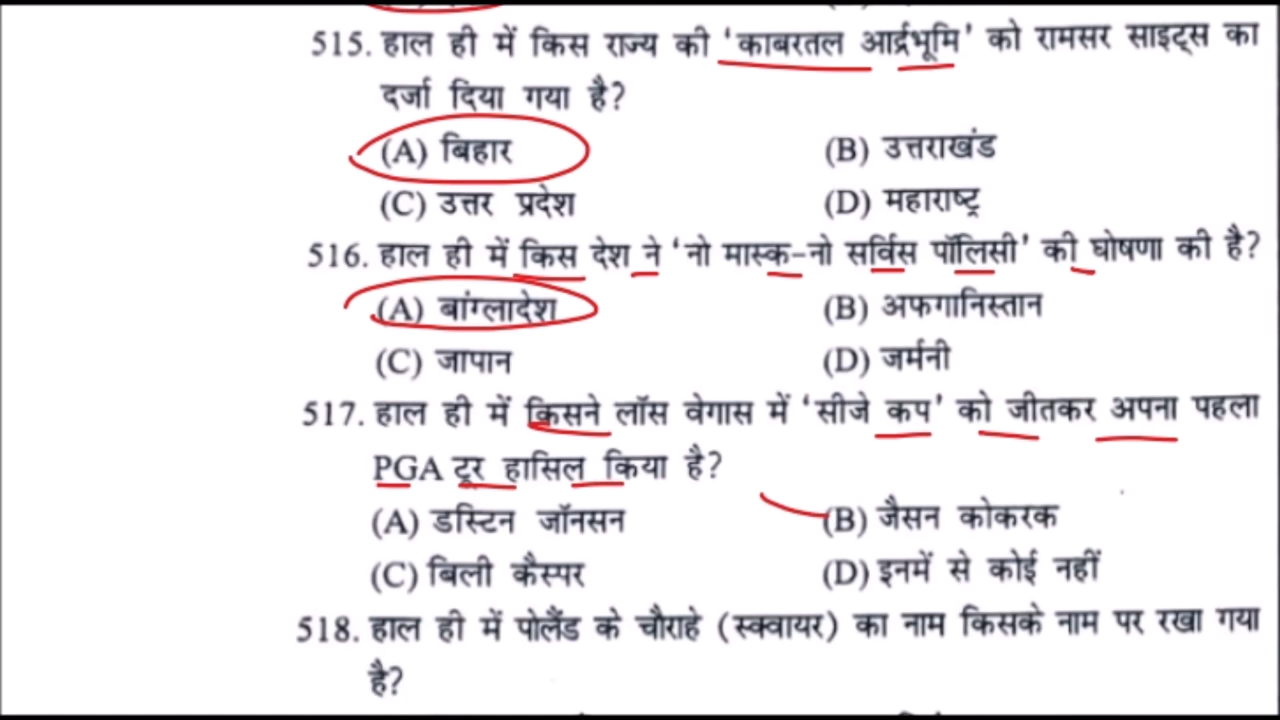 515. हाल ही में किस राज्य की 'काबरतल आर्द्रभूमि' को रामसर साइट्स का
दर्जा दिया गया है?
(A) बिहार (B) उत्तराखंड
(C) उत्तर प्रदेश (D) महाराष्ट्र
516. हाल ही में किस देश ने 'नो मास्क-नो सर्विस पॉलिसी' की घोषणा की है?
(A) बांग्लादेश (B) अफगानिस्तान
(C) जापान (D) जर्मनी
517. हाल ही में किसने लॉस वेगास में 'सीजे कप' को जीतकर अपना पहला
PGA टूर हासिल किया है?
(A) डस्टिन जॉनसन (B) जैसन कोकरक
(C) बिली कैस्पर (D) इनमें से कोई नहीं
518. हाल ही में पोलैंड के चौराहे (स्क्वायर) का नाम किसके नाम पर रखा गया
है?